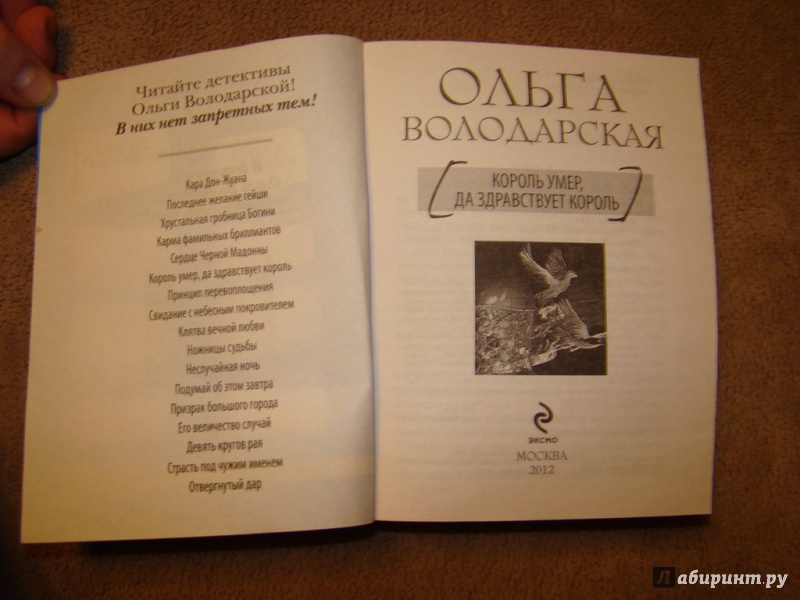 Читайте детективы
Ольги Володарской!
В них нет запретных тем!
Кара Дон-Жуана
Последнее желание гейши
Хрустальная гробница Богини
Карма фамильных бриллиантов
Сердце Черной Мадонны
Король умер, да здравствует король
Принцип перевоплощения
Свидание с небесным покровителем
Клятва вечной любви
Ножницы судьбы
Неслучайная ночь
Подумай об этом завтра
Призрак большого города
Его величество случай
Девять кругов рая
Страсть под чужим именем
Отвергнутый дар
ОЛЬГА
ВОЛОДАРСКАЯ
КОРОЛЬ УМЕР,
ДА ЗДРАВСТВУЕТ КОРОЛЬ
ЭКСМО
МОСКВА
2012
Лабиринт.ру